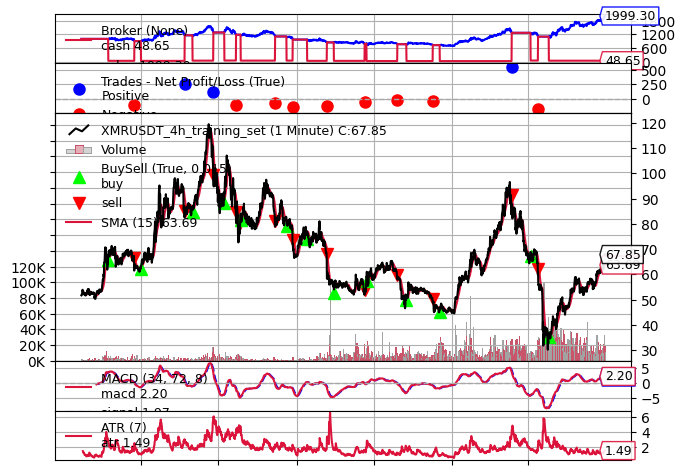 Broker (None)
cash 48.65
1999.30
1200
600
0
48.65
Trades - Net Profit/Loss (True)
Positive
500
250
0
XMRUSDT_4h_training_set (1 Minute) C:67.85
Volume
BuySell (True, 0.015)
buy
sell
SMA (15) 63.69
120
110
100
90
80
70
67.85
63.69
60
50
40
30
120K
100K
80K
60K
40K
20K
0K
MACD (34, 72, 8)
macd 2.20
signal 1.97
5
2.20
0
−5
ATR (7)
atr 1.49
6
4
2
1.49